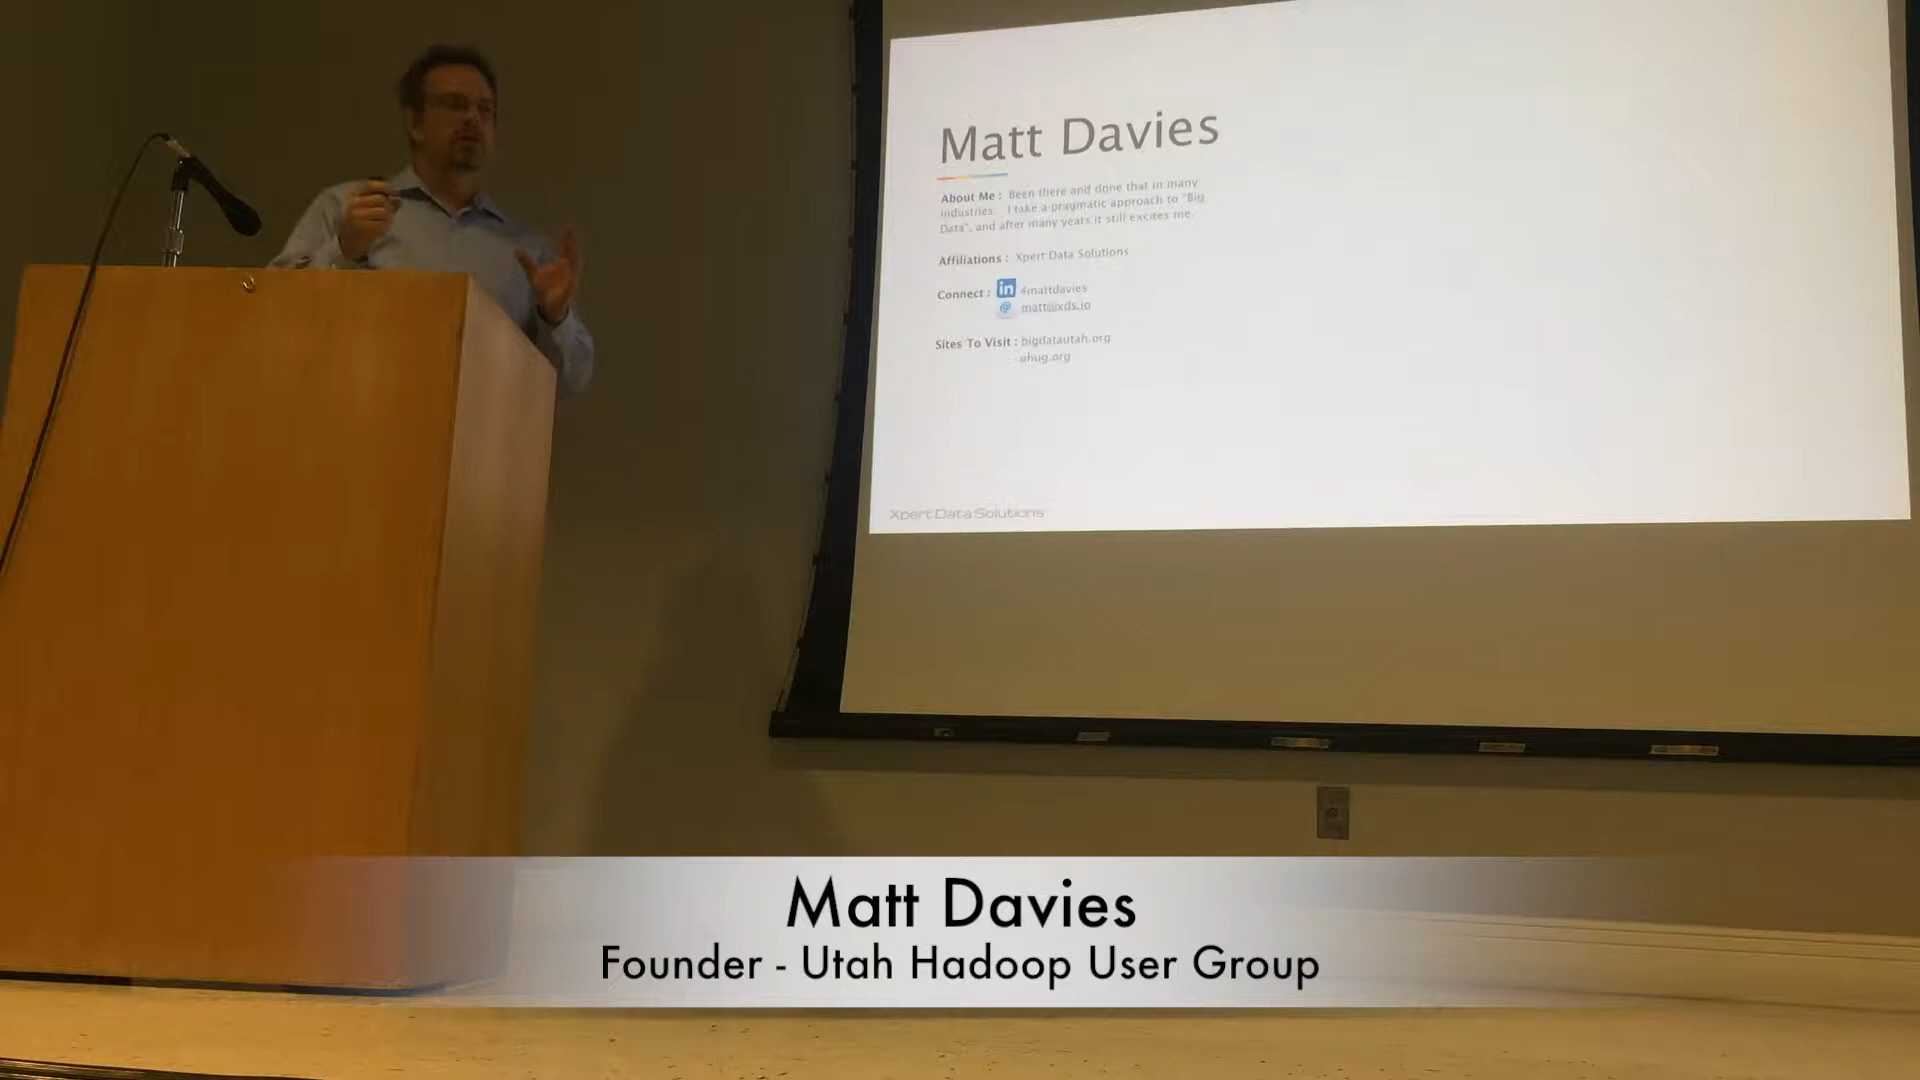 Matt Davies
About Me : Been there and done that in many
industries. I take a pragmatic approach to "Big
Data", and after many years it still excites me.
Affiliations : Xpert Data Solutions
Connect : in 4mattdavies
@ matt@xds.io
Sites To Visit : bigdatautah.org
uhug.org
Xpert Data Solutions
Matt Davies
Founder - Utah Hadoop User Group